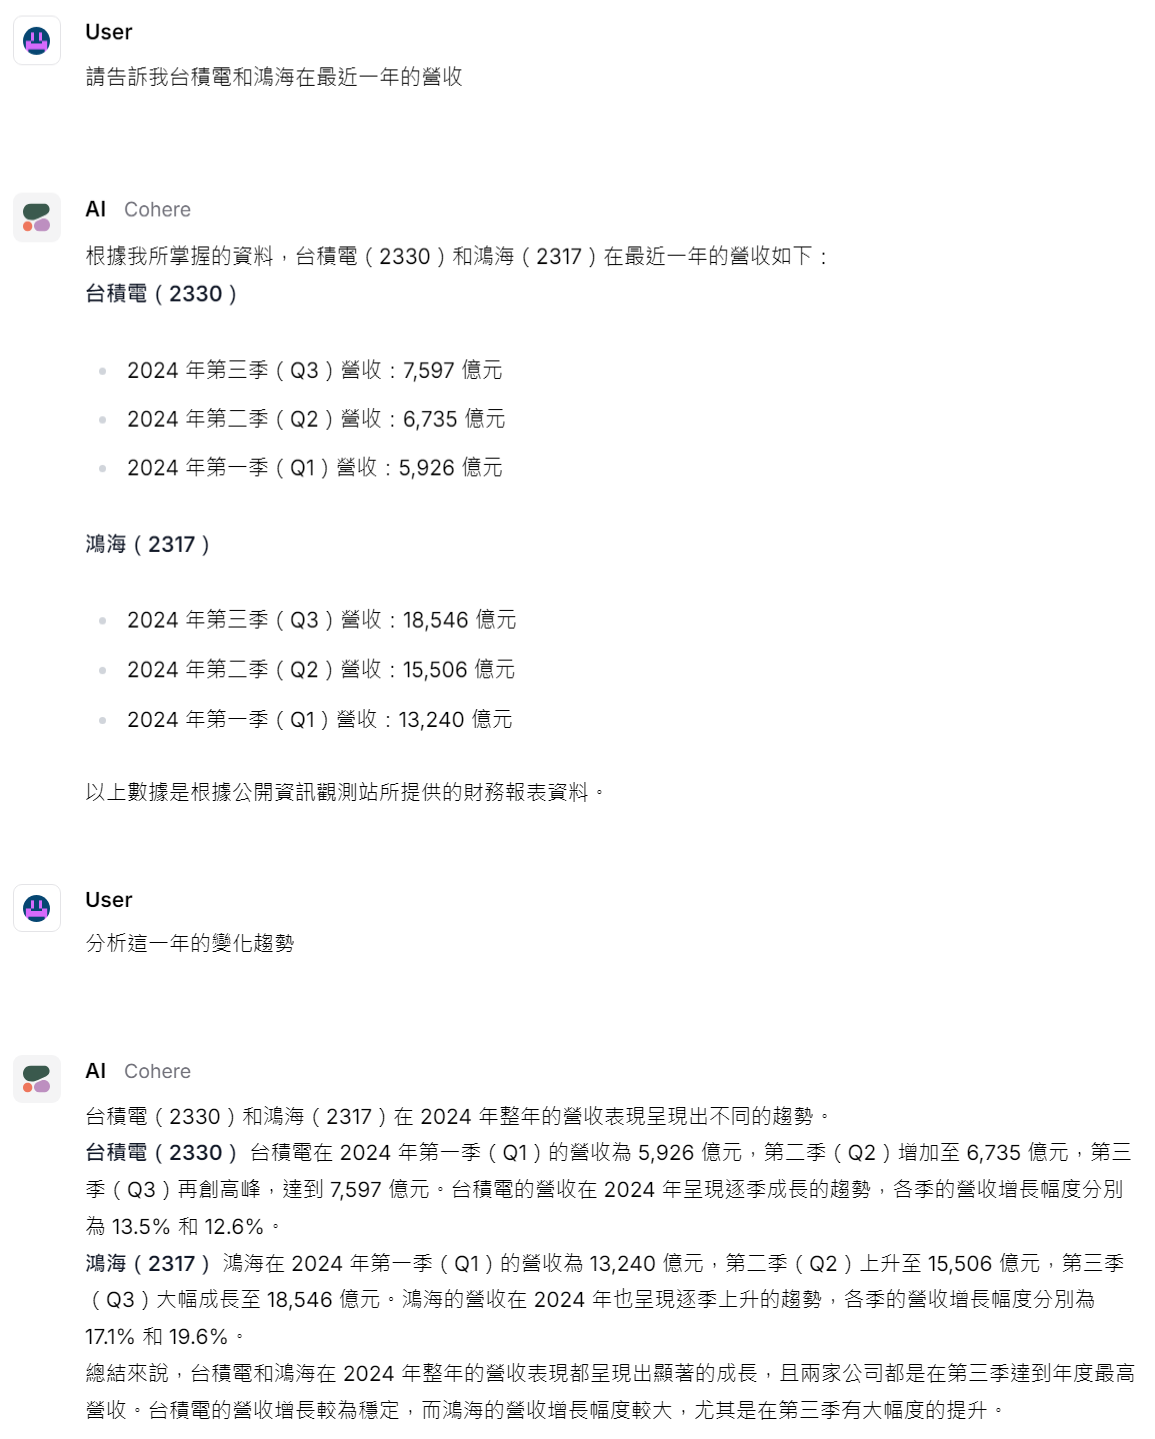 User
請告訴我台積電和鴻海在最近一年的營收
AI Cohere
根據我所掌握的資料，台積電（2330）和鴻海（2317）在最近一年的營收如下：
台積電（2330）
2024 年第三季（Q3）營收：7,597 億元
2024 年第二季（Q2）營收：6,735 億元
2024 年第一季（Q1）營收：5,926 億元
鴻海（2317）
2024 年第三季（Q3）營收：18,546 億元
2024 年第二季（Q2）營收：15,506 億元
2024 年第一季（Q1）營收：13,240 億元
以上數據是根據公開資訊觀測站所提供的財務報表資料。
User
分析這一年的變化趨勢
AI Cohere
台積電（2330）和鴻海（2317）在 2024 年整年的營收表現呈現出不同的趨勢。
台積電（2330） 台積電在 2024 年第一季（Q1）的營收為 5,926 億元，第二季（Q2）增加至 6,735 億元，第三
季（Q3）再創高峰，達到 7,597 億元。台積電的營收在 2024 年呈現逐季成長的趨勢，各季的營收增長幅度分別
為 13.5% 和 12.6%。
鴻海（2317） 鴻海在 2024 年第一季（Q1）的營收為 13,240 億元，第二季（Q2）上升至 15,506 億元，第三季
（Q3）大幅成長至 18,546 億元。鴻海的營收在 2024 年也呈現逐季上升的趨勢，各季的營收增長幅度分別為
17.1% 和 19.6%。
總結來說，台積電和鴻海在 2024 年整年的營收表現都呈現出顯著的成長，且兩家公司都是在第三季達到年度最高
營收。台積電的營收增長較為穩定，而鴻海的營收增長幅度較大，尤其是在第三季有大幅度的提升。